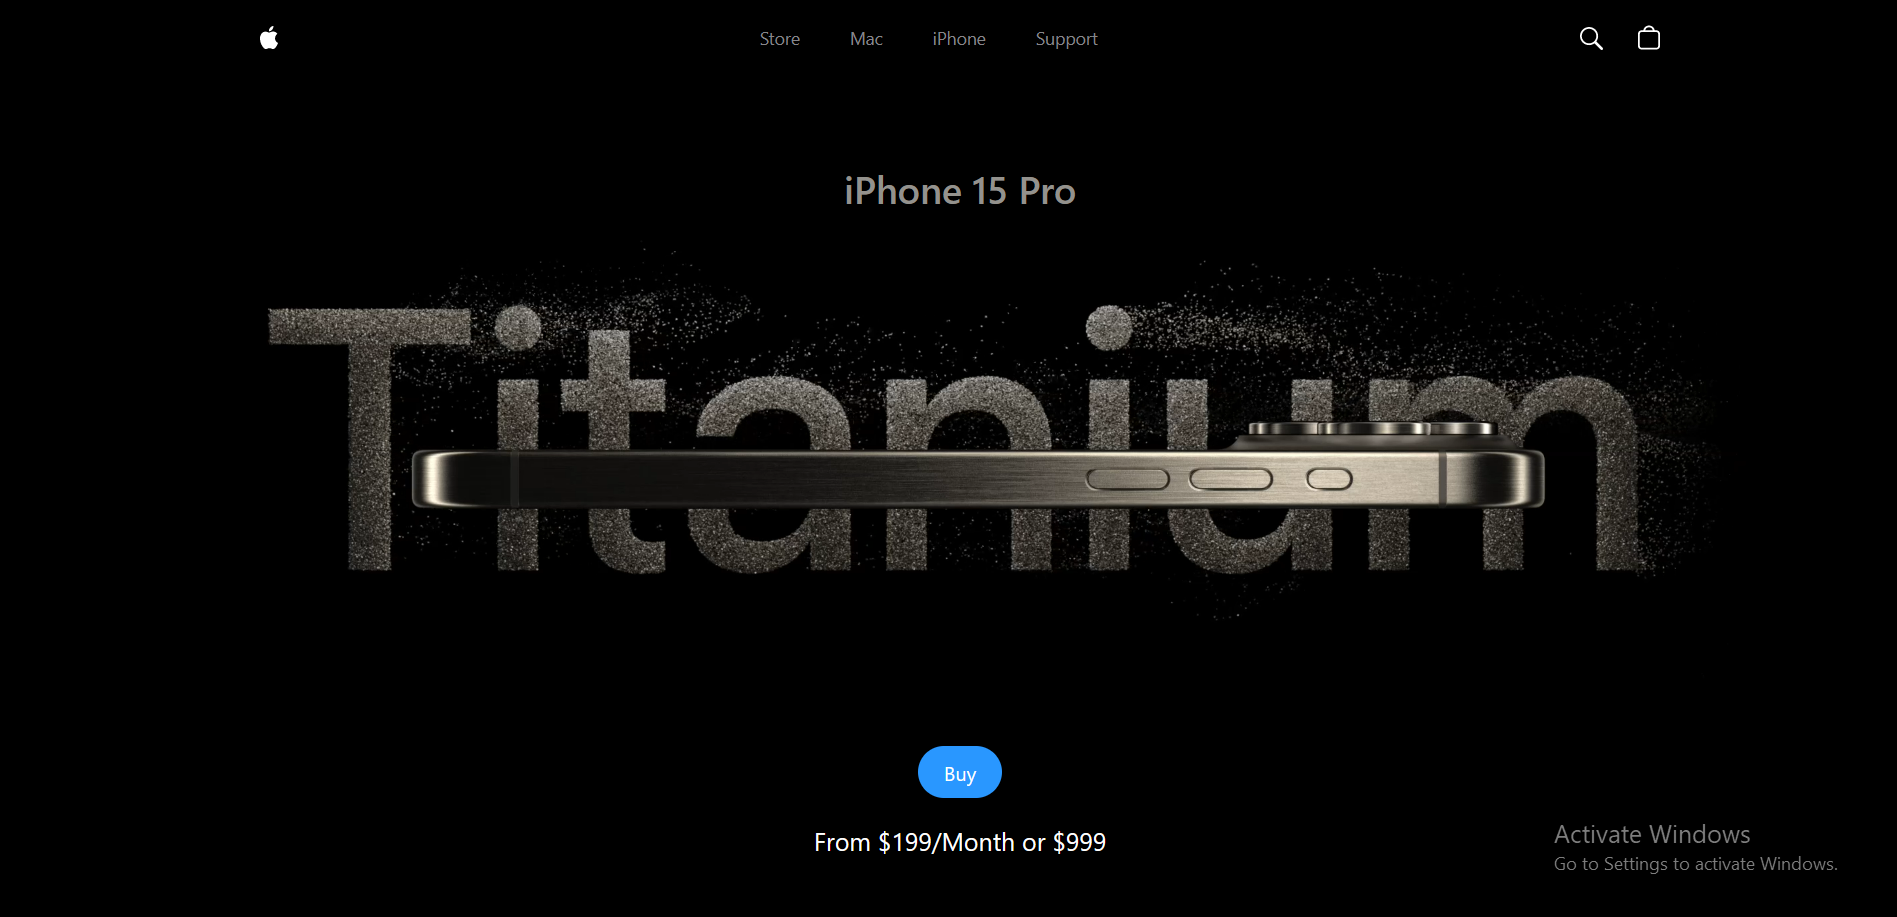 Store Mac iPhone Support
iPhone 15 Pro
Titanium
Buy
From $199/Month or $999
Activate Windows
Go to Settings to activate Windows.